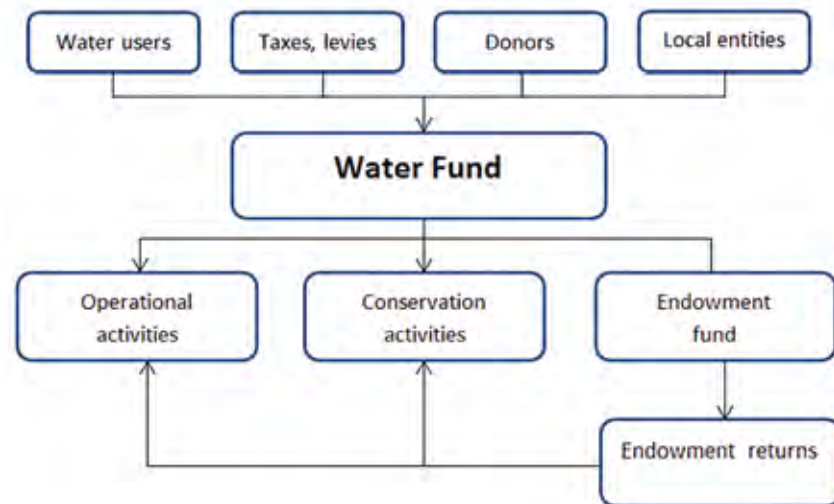 Water users
Taxes, levies
Donors
Local entities
Water Fund
Operational
activities
Conservation
activities
Endowment
fund
Endowment returns